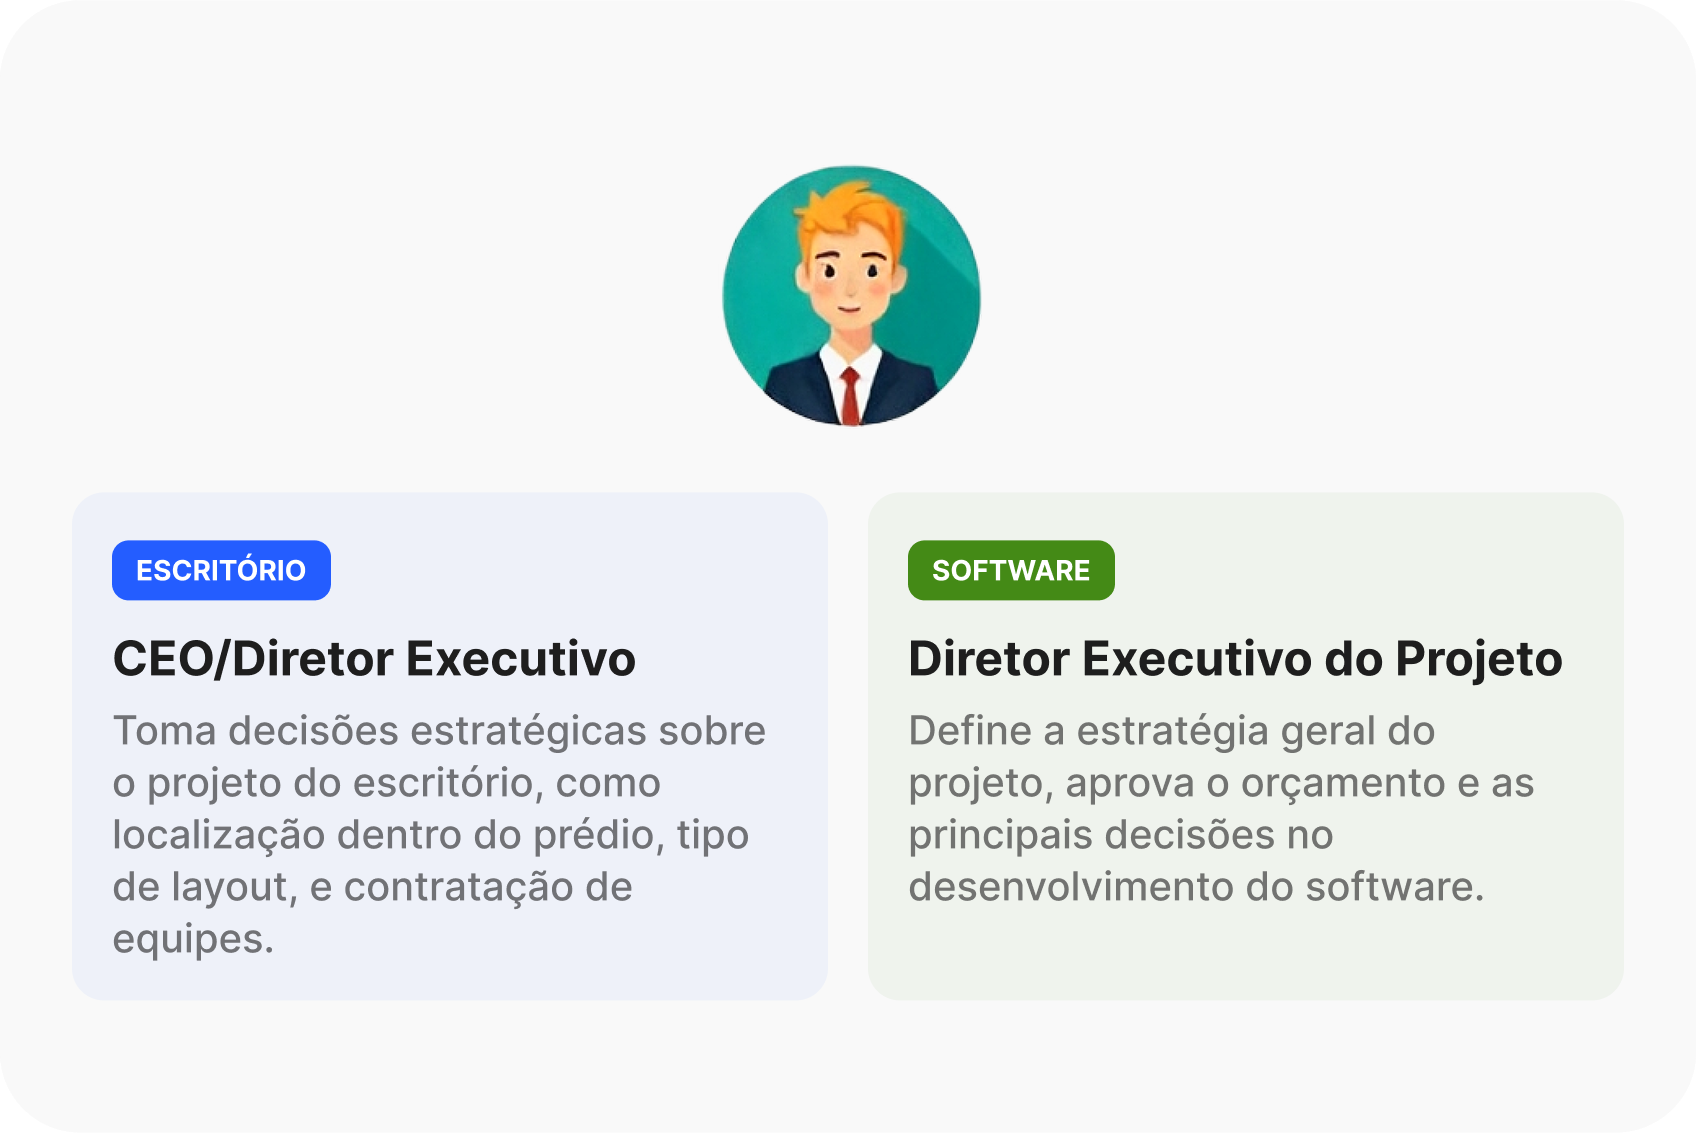 ESCRITÓRIO
CEO/Diretor Executivo
Toma decisões estratégicas sobre
o projeto do escritório, como
localização dentro do prédio, tipo
de layout, e contratação de
equipes.
SOFTWARE
Diretor Executivo do Projeto
Define a estratégia geral do
projeto, aprova o orçamento e as
principais decisões no
desenvolvimento do software.